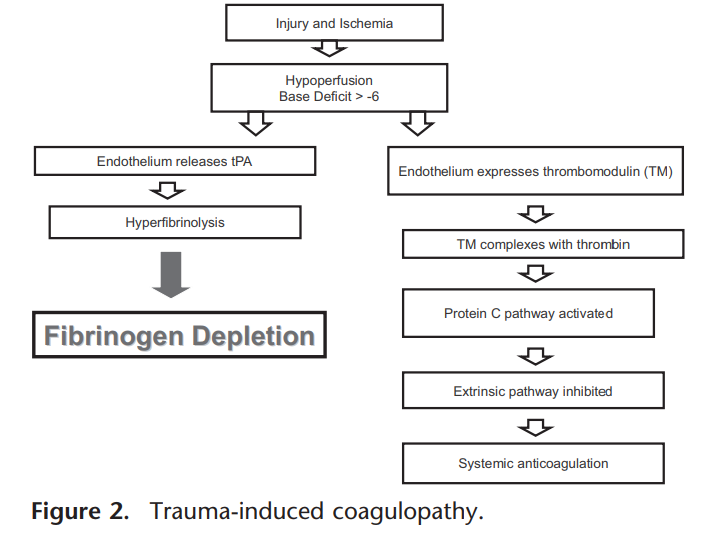 Injury and Ischemia
Hypoperfusion
Base Deficit > -6
Endothelium releases tPA
Hyperfibrinolysis
Fibrinogen Depletion
Endothelium expresses thrombomodulin (TM)
TM complexes with thrombin
Protein C pathway activated
Extrinsic pathway inhibited
Systemic anticoagulation
Figure 2. Trauma-induced coagulopathy.